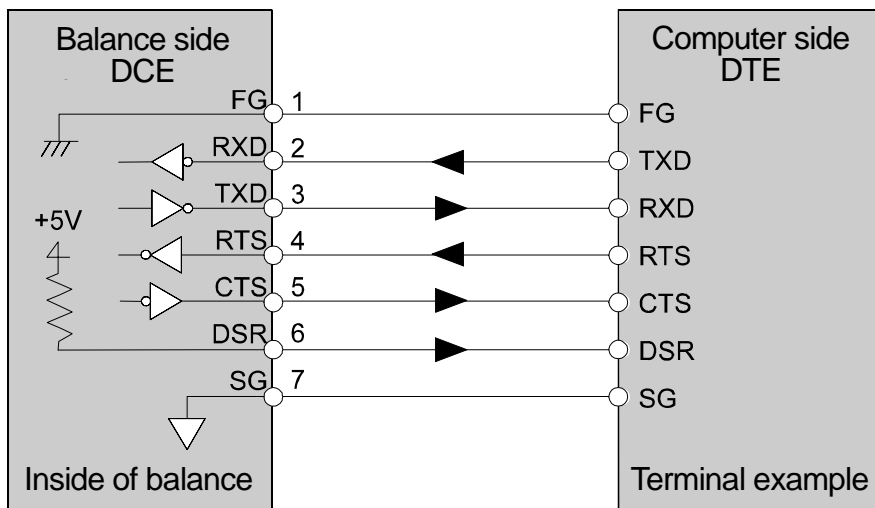 Balance side
DCE
Computer side
DTE
FG 1 FG
RXD 2 TXD
TXD 3 RXD
+5V
RTS 4 RTS
CTS 5 CTS
DSR 6 DSR
SG 7 SG
Inside of balance
Terminal example